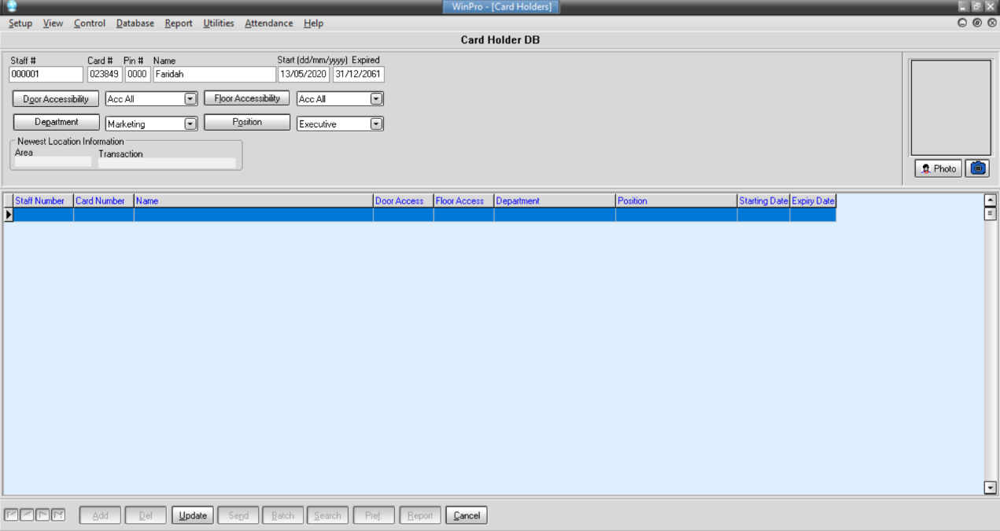 WinPro - [Card Holders]
Setup View Control Database Report Utilities Attendance Help
Card Holder DB
Staff # Card # Pin # Name Start (dd/mm/yyyy) Expired
000001 023849 0000 Faridah 13/05/2020 31/12/2061
Door Accessibility Acc All Floor Accessibility Acc All
Department Marketing Position Executive
Newest Location Information
Area Transaction
Photo
Staff Number Card Number Name Door Access Floor Access Department Position Starting Date Expiry Date
Add Del Update Send Batch Search Pref. Report Cancel